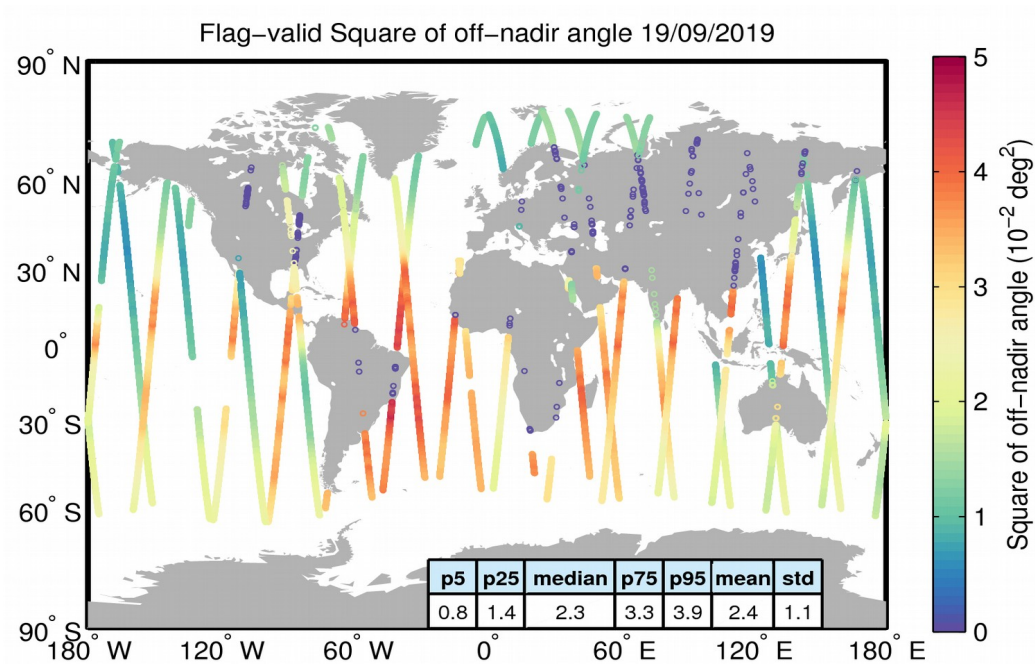 Flag−valid Square of off−nadir angle 19/09/2019
90° N
60° N
30° N
0°
30° S
60° S
90° S
180° W
120° W
60° W
0°
60° E
120° E
180° E
p5 p25 median p75 p95 mean std
0.8 1.4 2.3 3.3 3.9 2.4 1.1
5
4
3
2
1
0
Square of off−nadir angle (10⁻² deg²)